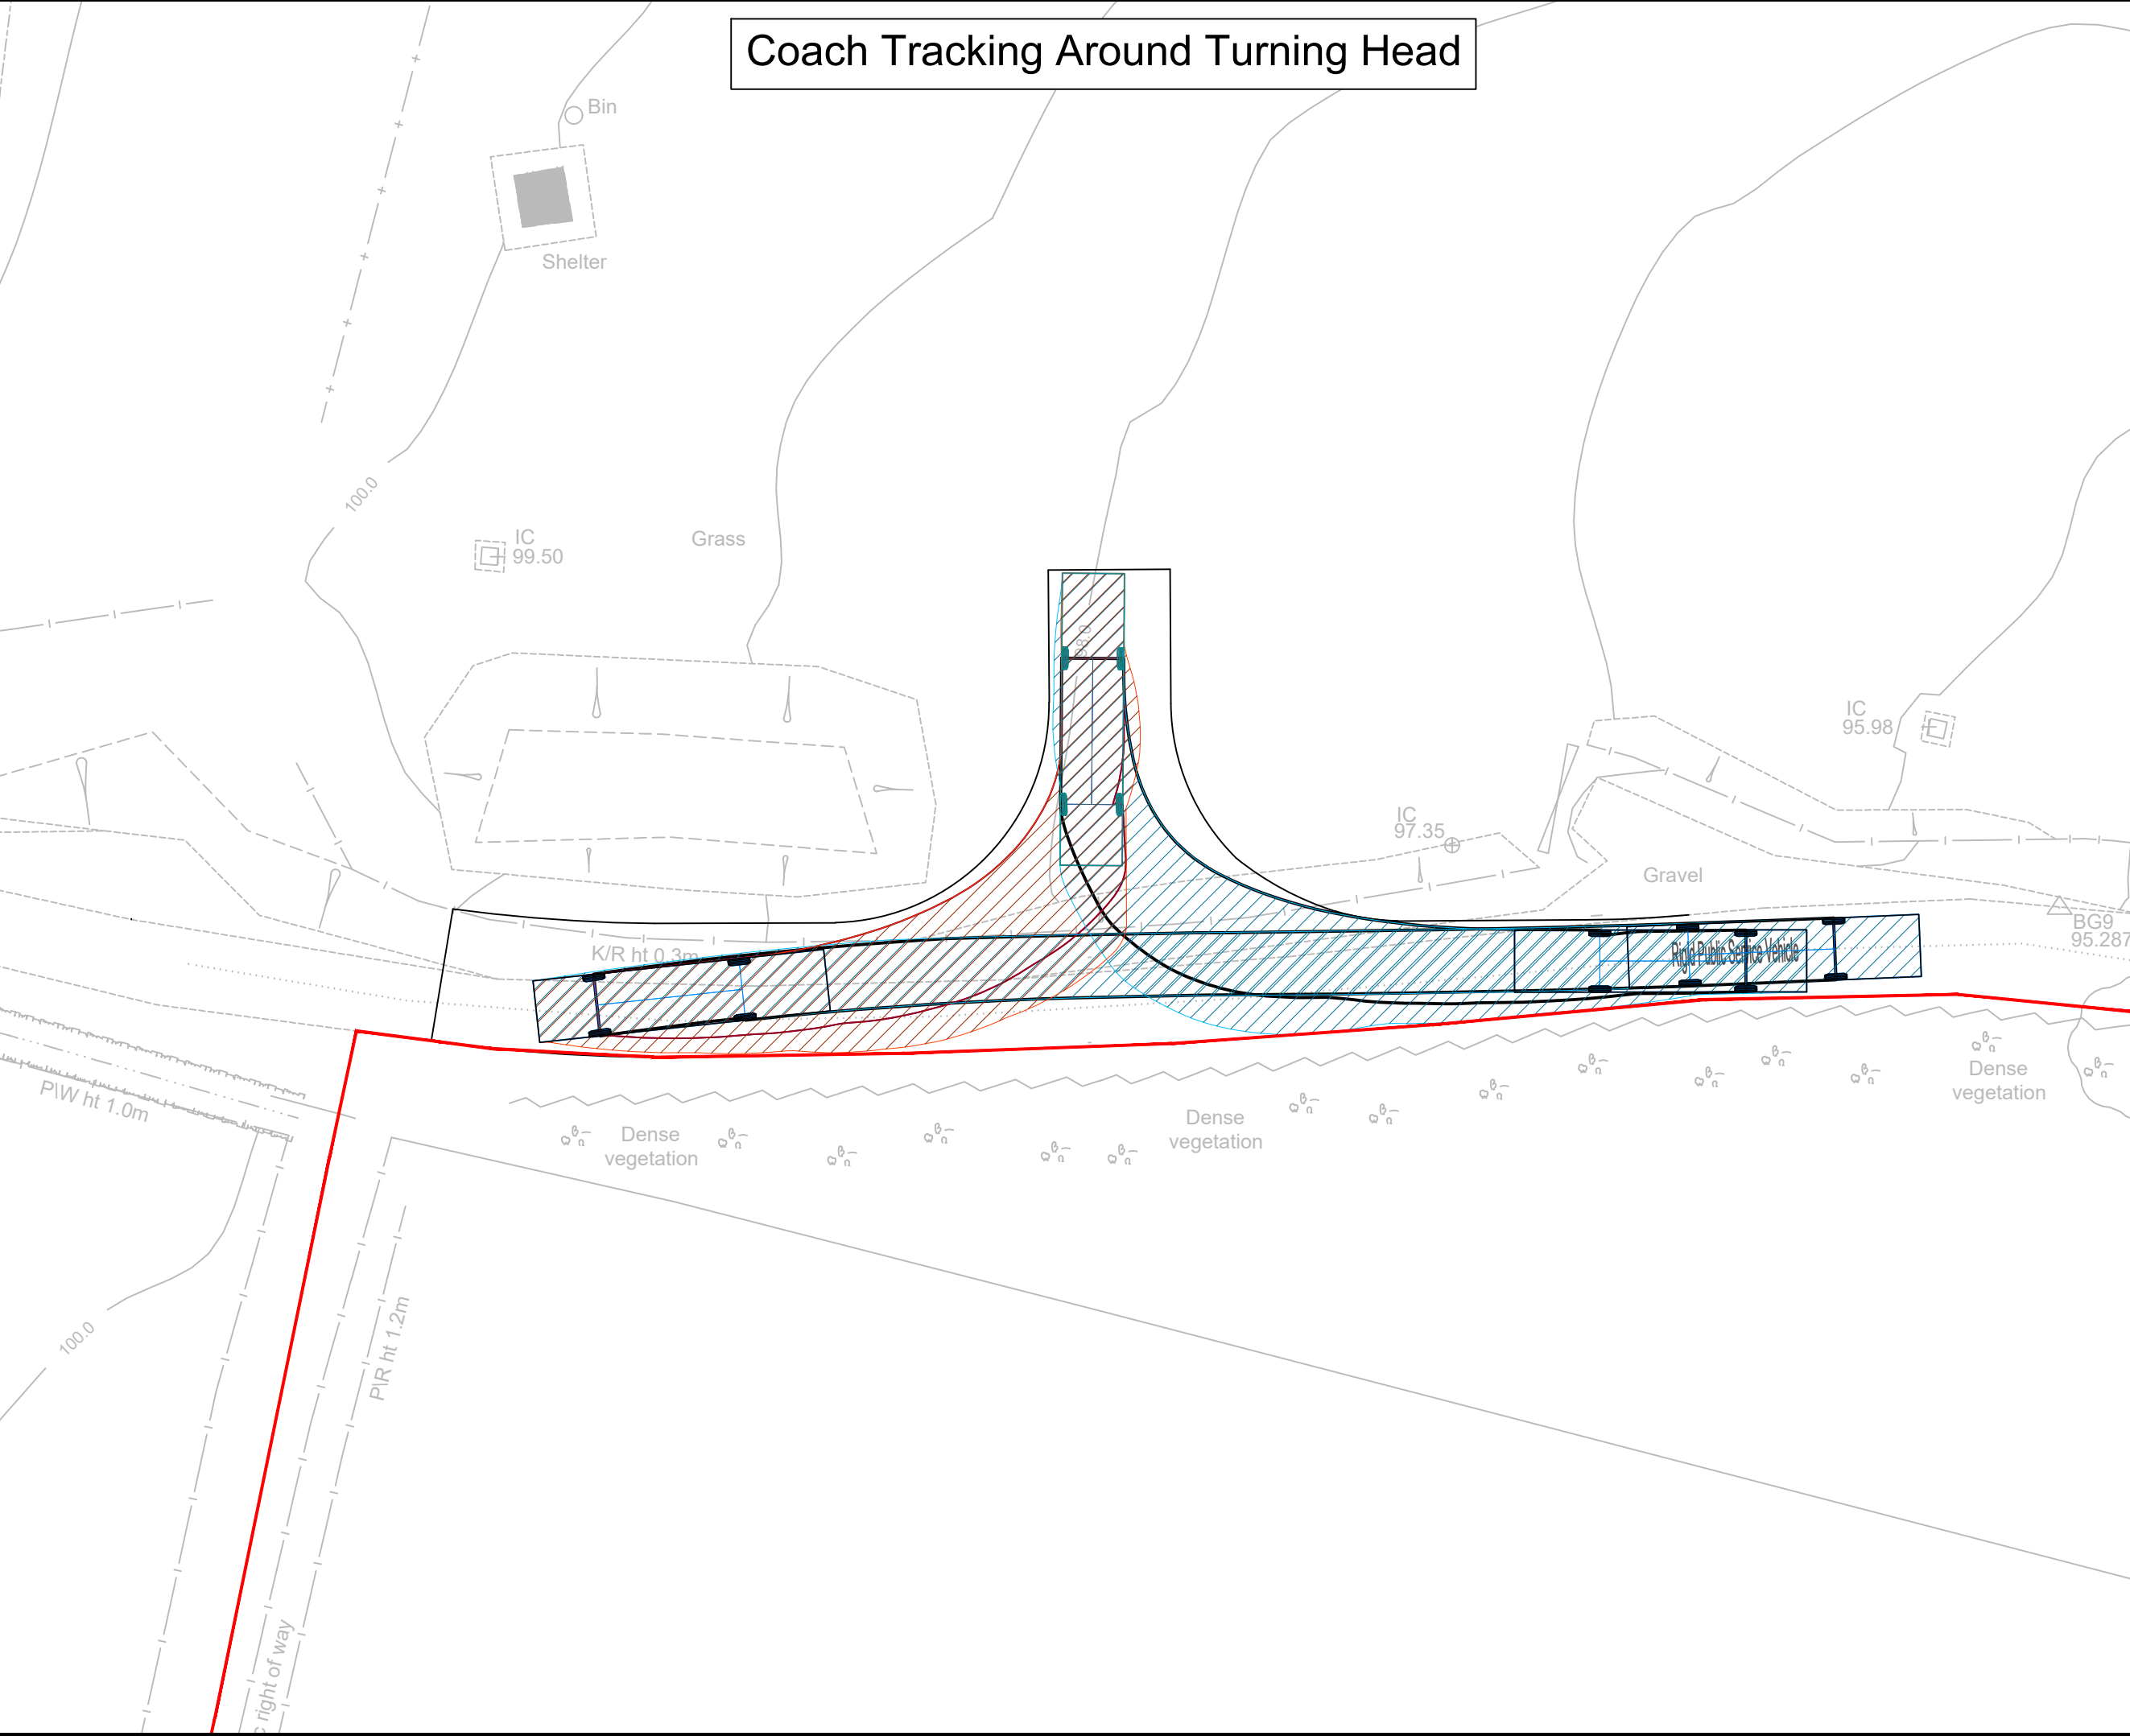 Coach Tracking Around Turning Head
Bin
Shelter
100.0
IC
99.50
Grass
98.0
IC
95.98
IC
97.35
Gravel
BG9
95.287
K/R ht 0.3m
Rigid Public Service Vehicle
P\W ht 1.0m
Dense
vegetation
Dense
vegetation
Dense
vegetation
100.0
P\R ht 1.2m
right of way